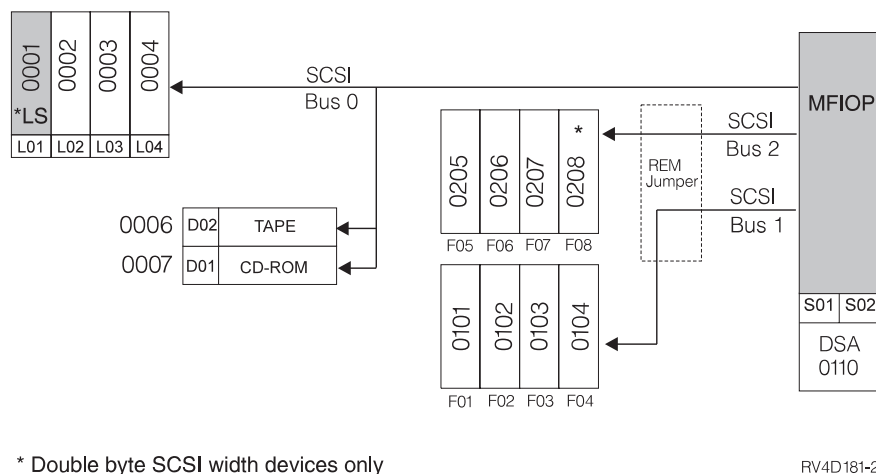 0001
0002
0003
0004
*LS
L01 L02 L03 L04
SCSI
Bus 0
0006 D02 TAPE
0007 D01 CD-ROM
*
0205 0206 0207 0208
F05 F06 F07 F08
0101 0102 0103 0104
F01 F02 F03 F04
REM
Jumper
SCSI
Bus 2
SCSI
Bus 1
MFIOP
S01 S02
DSA
0110
* Double byte SCSI width devices only
RV4D181-2